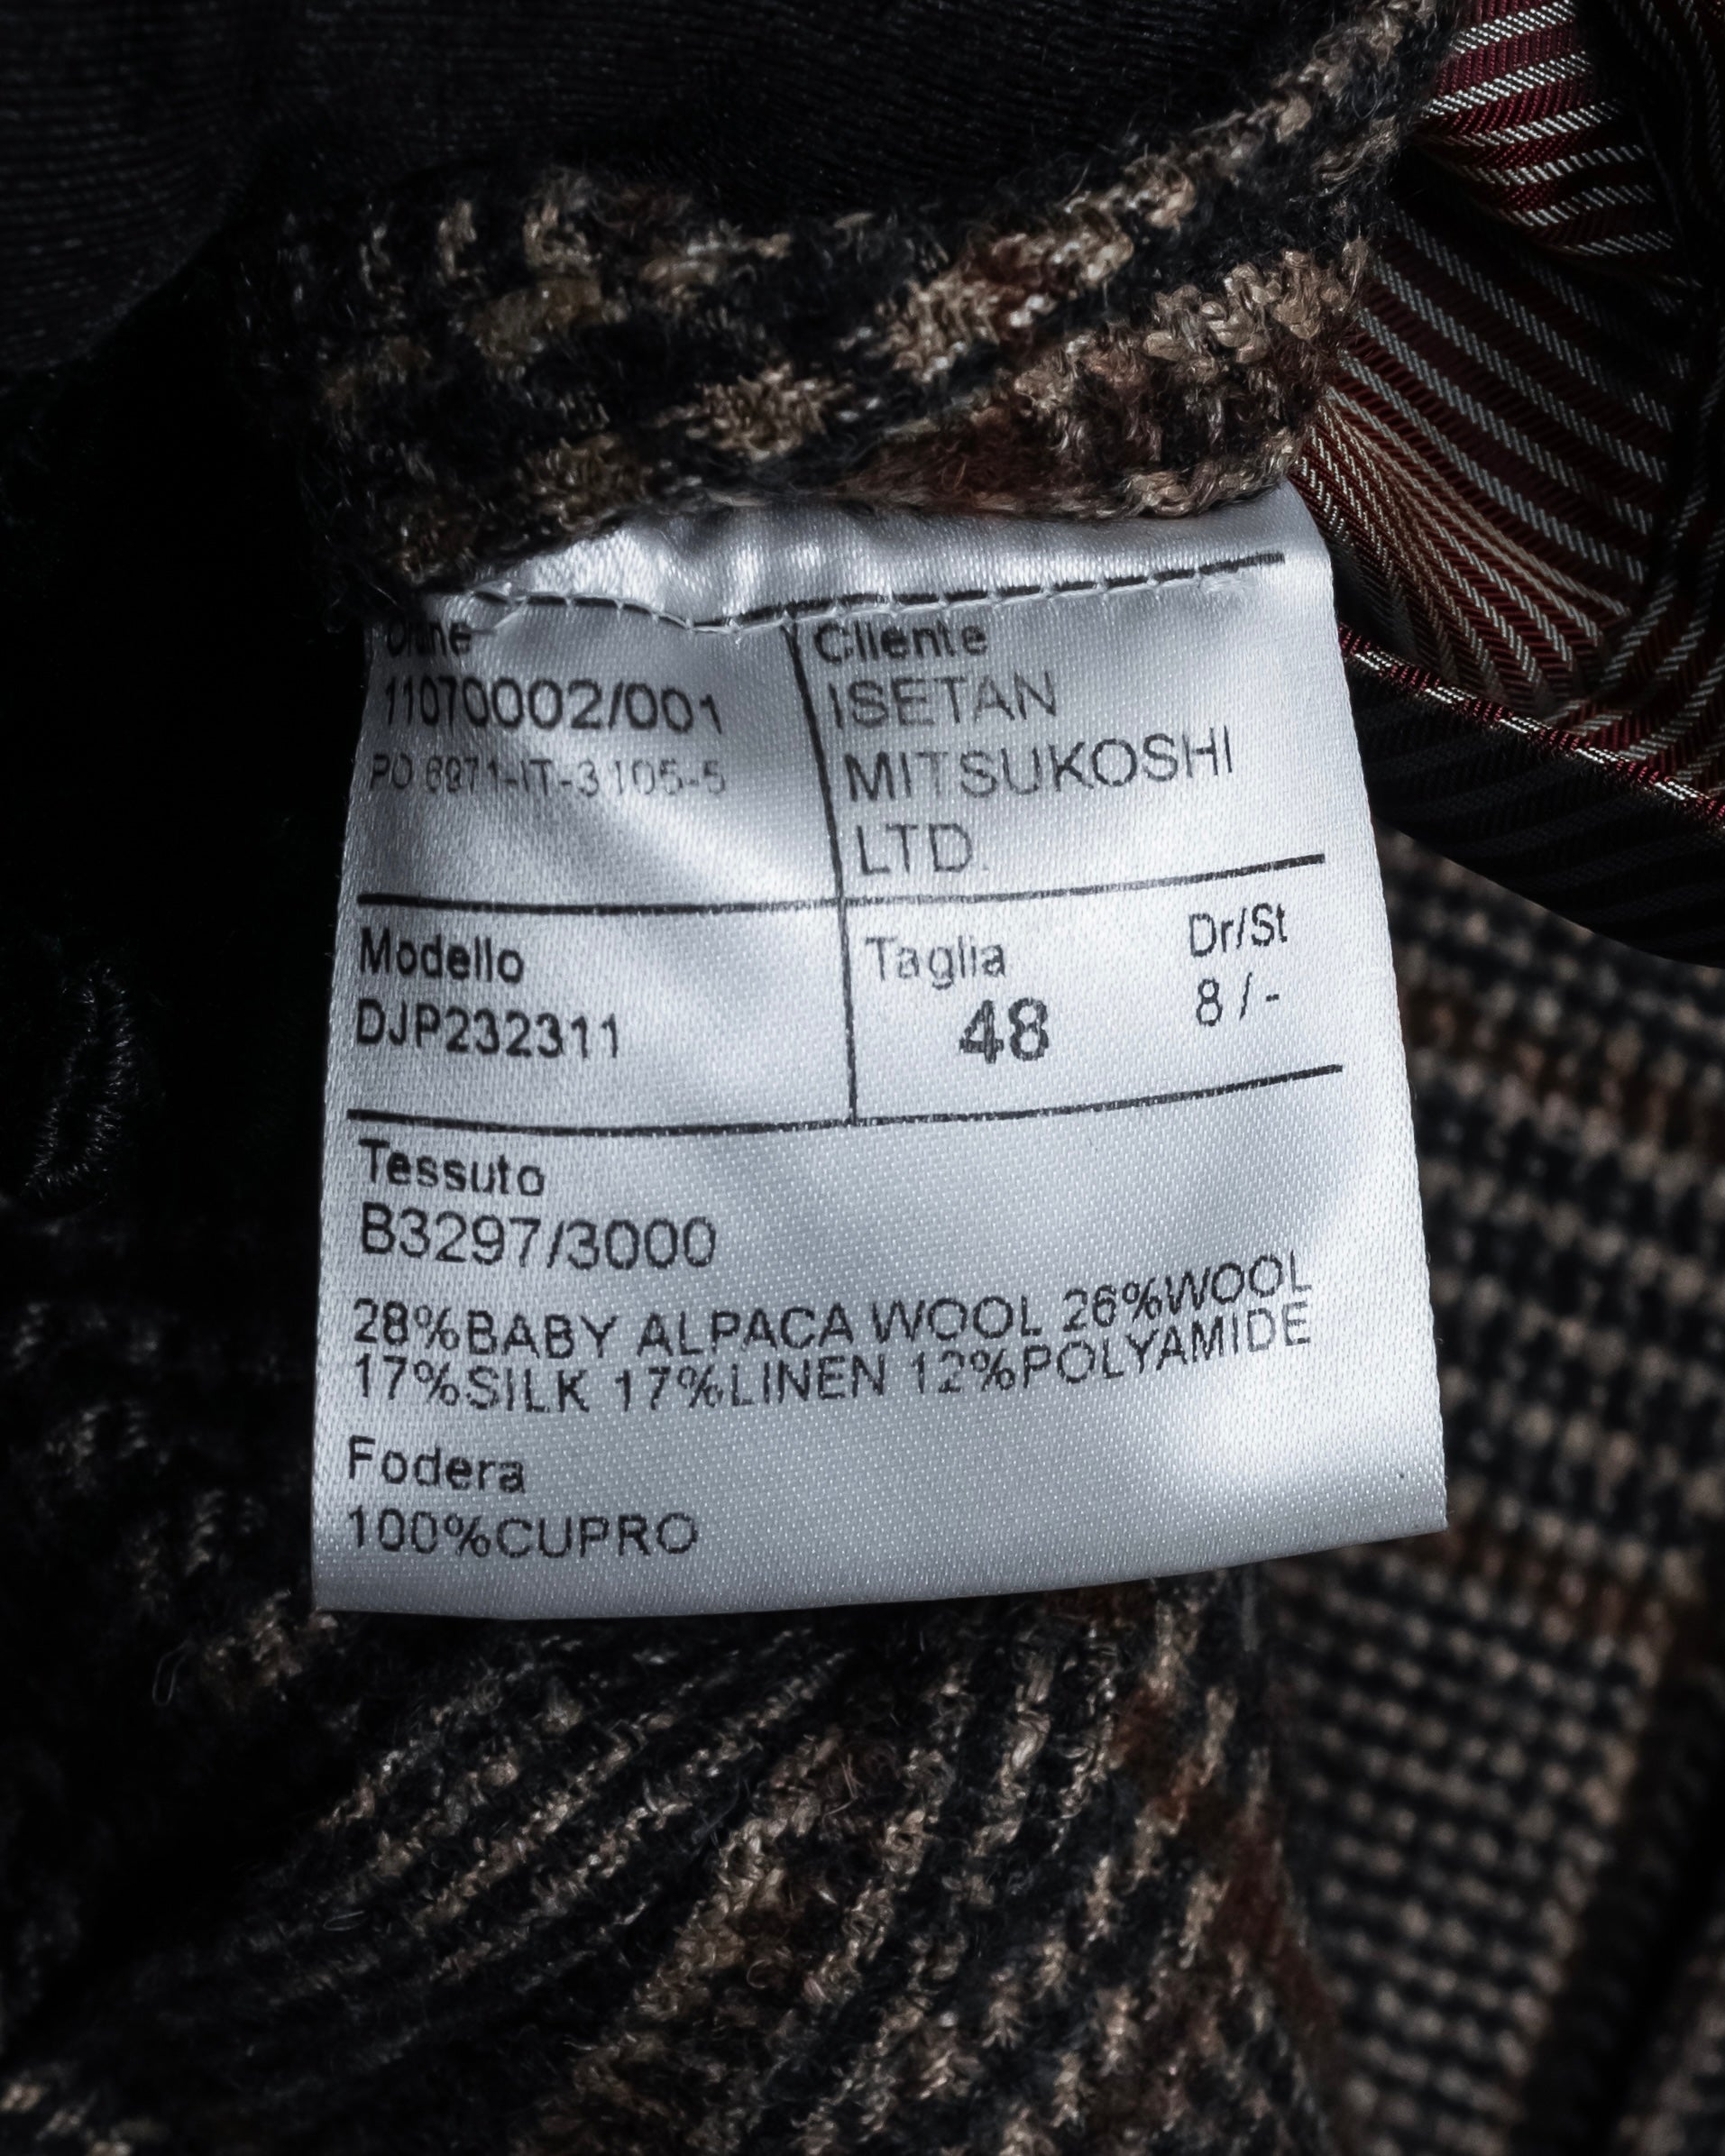 Cliente
11070002/001
ISETAN
MITSUKOSHI
LTD.
Modello
DJP232311
Taglia
48
Dr/St
8 / -
Tessuto
B3297/3000
28%BABY ALPACA WOOL 26%WOOL
17%SILK 17%LINEN 12%POLYAMIDE
Fodera
100%CUPRO